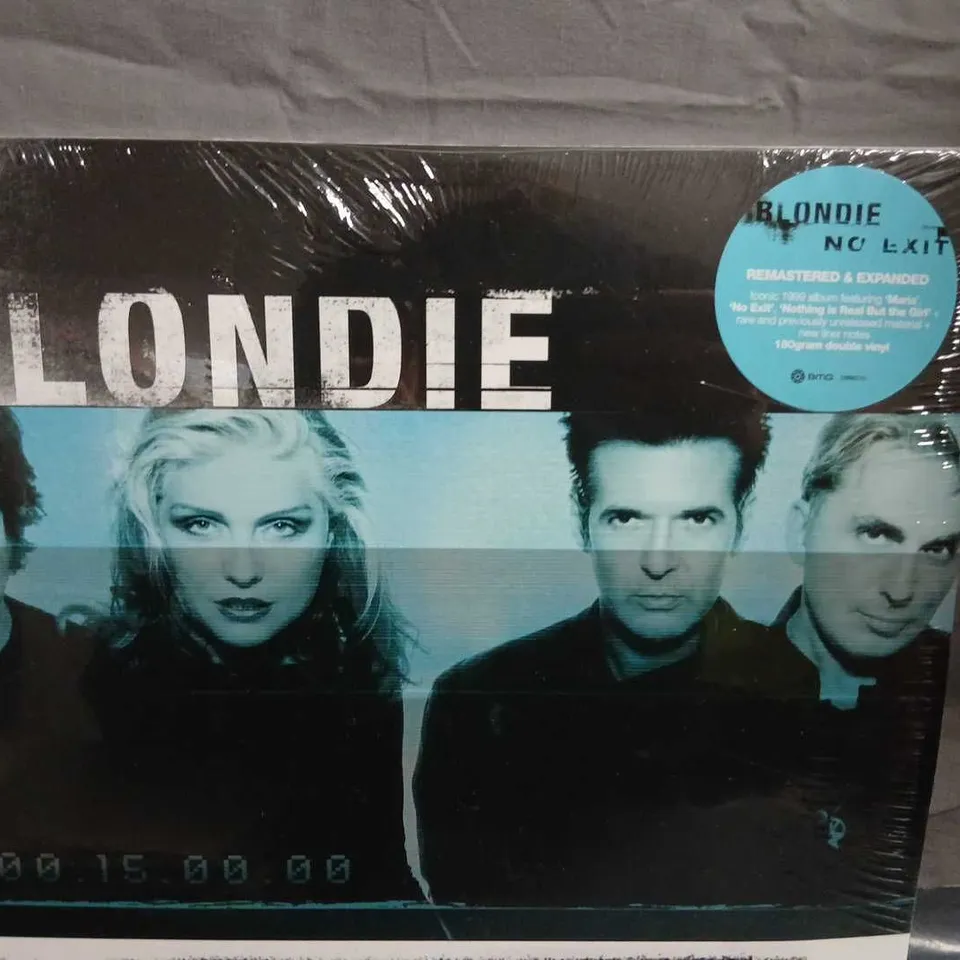 BLONDIE
NO EXIT
REMASTERED & EXPANDED
Iconic 1999 album featuring 'Maria',
'No Exit', 'Nothing is Real But the Girl' +
rare and previously unreleased material +
new liner notes
180gram double vinyl
BMG
LONDIE
00.15.00.00